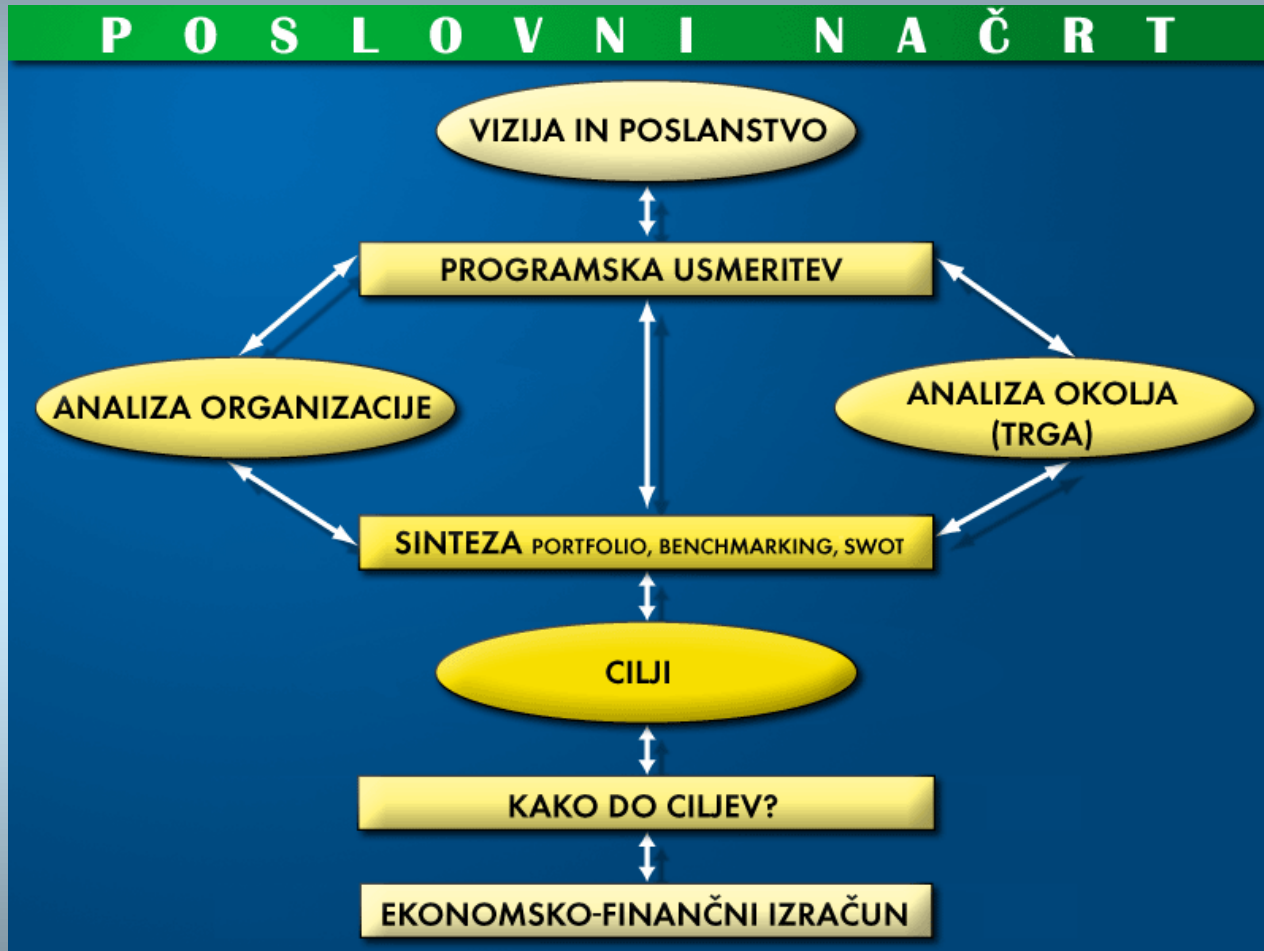 POSLOVNI NAČRT
VIZIJA IN POSLANSTVO
PROGRAMSKA USMERITEV
ANALIZA ORGANIZACIJE
ANALIZA OKOLJA
(TRGA)
SINTEZA PORTFOLIO, BENCHMARKING, SWOT
CILJI
KAKO DO CILJEV?
EKONOMSKO-FINANČNI IZRAČUN